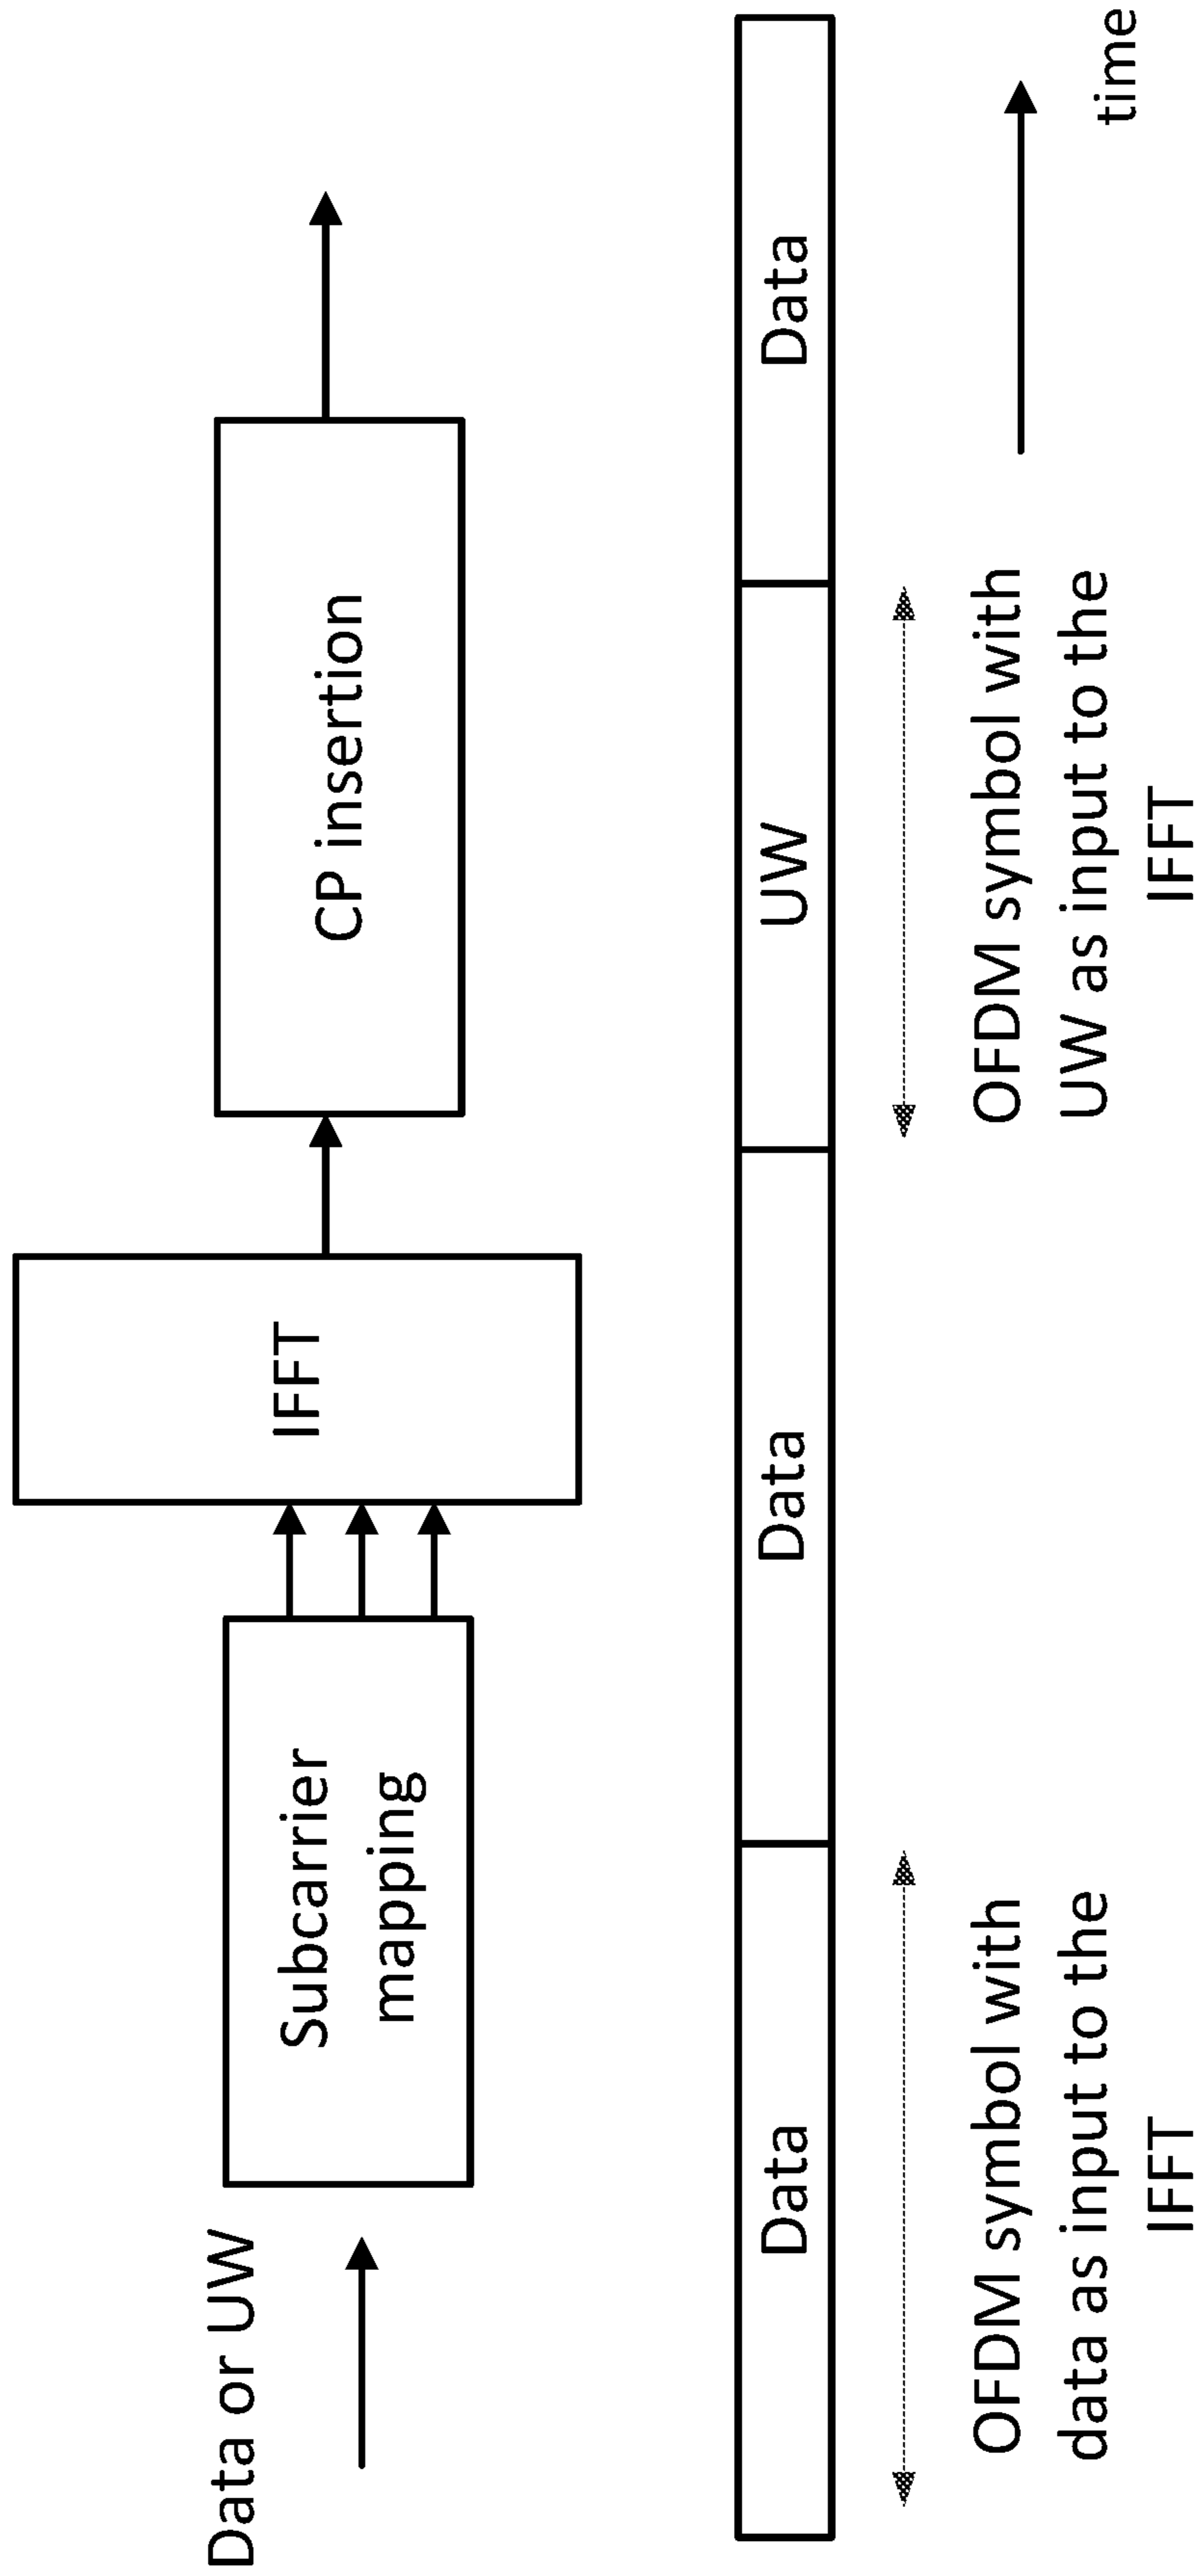 Data or UW
Subcarrier
mapping
IFFT
CP insertion
Data
Data
UW
Data
OFDM symbol with
data as input to the
IFFT
OFDM symbol with
UW as input to the
IFFT
time